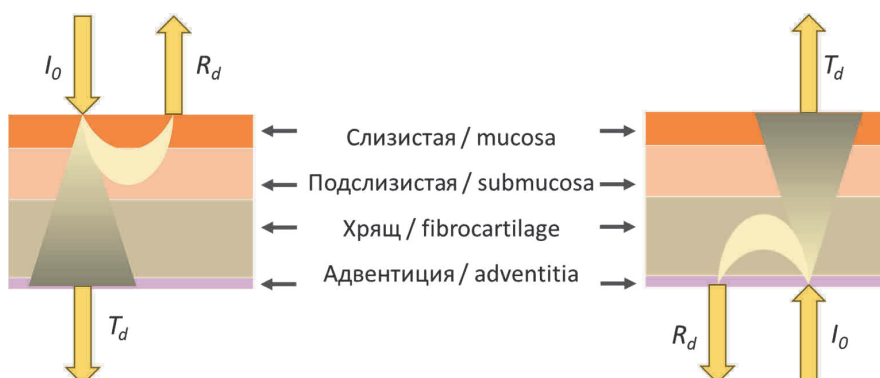 I0
Rd
Td
Слизистая / mucosa
Подслизистая / submucosa
Хрящ / fibrocartilage
Адвентиция / adventitia
Td
Rd
I0